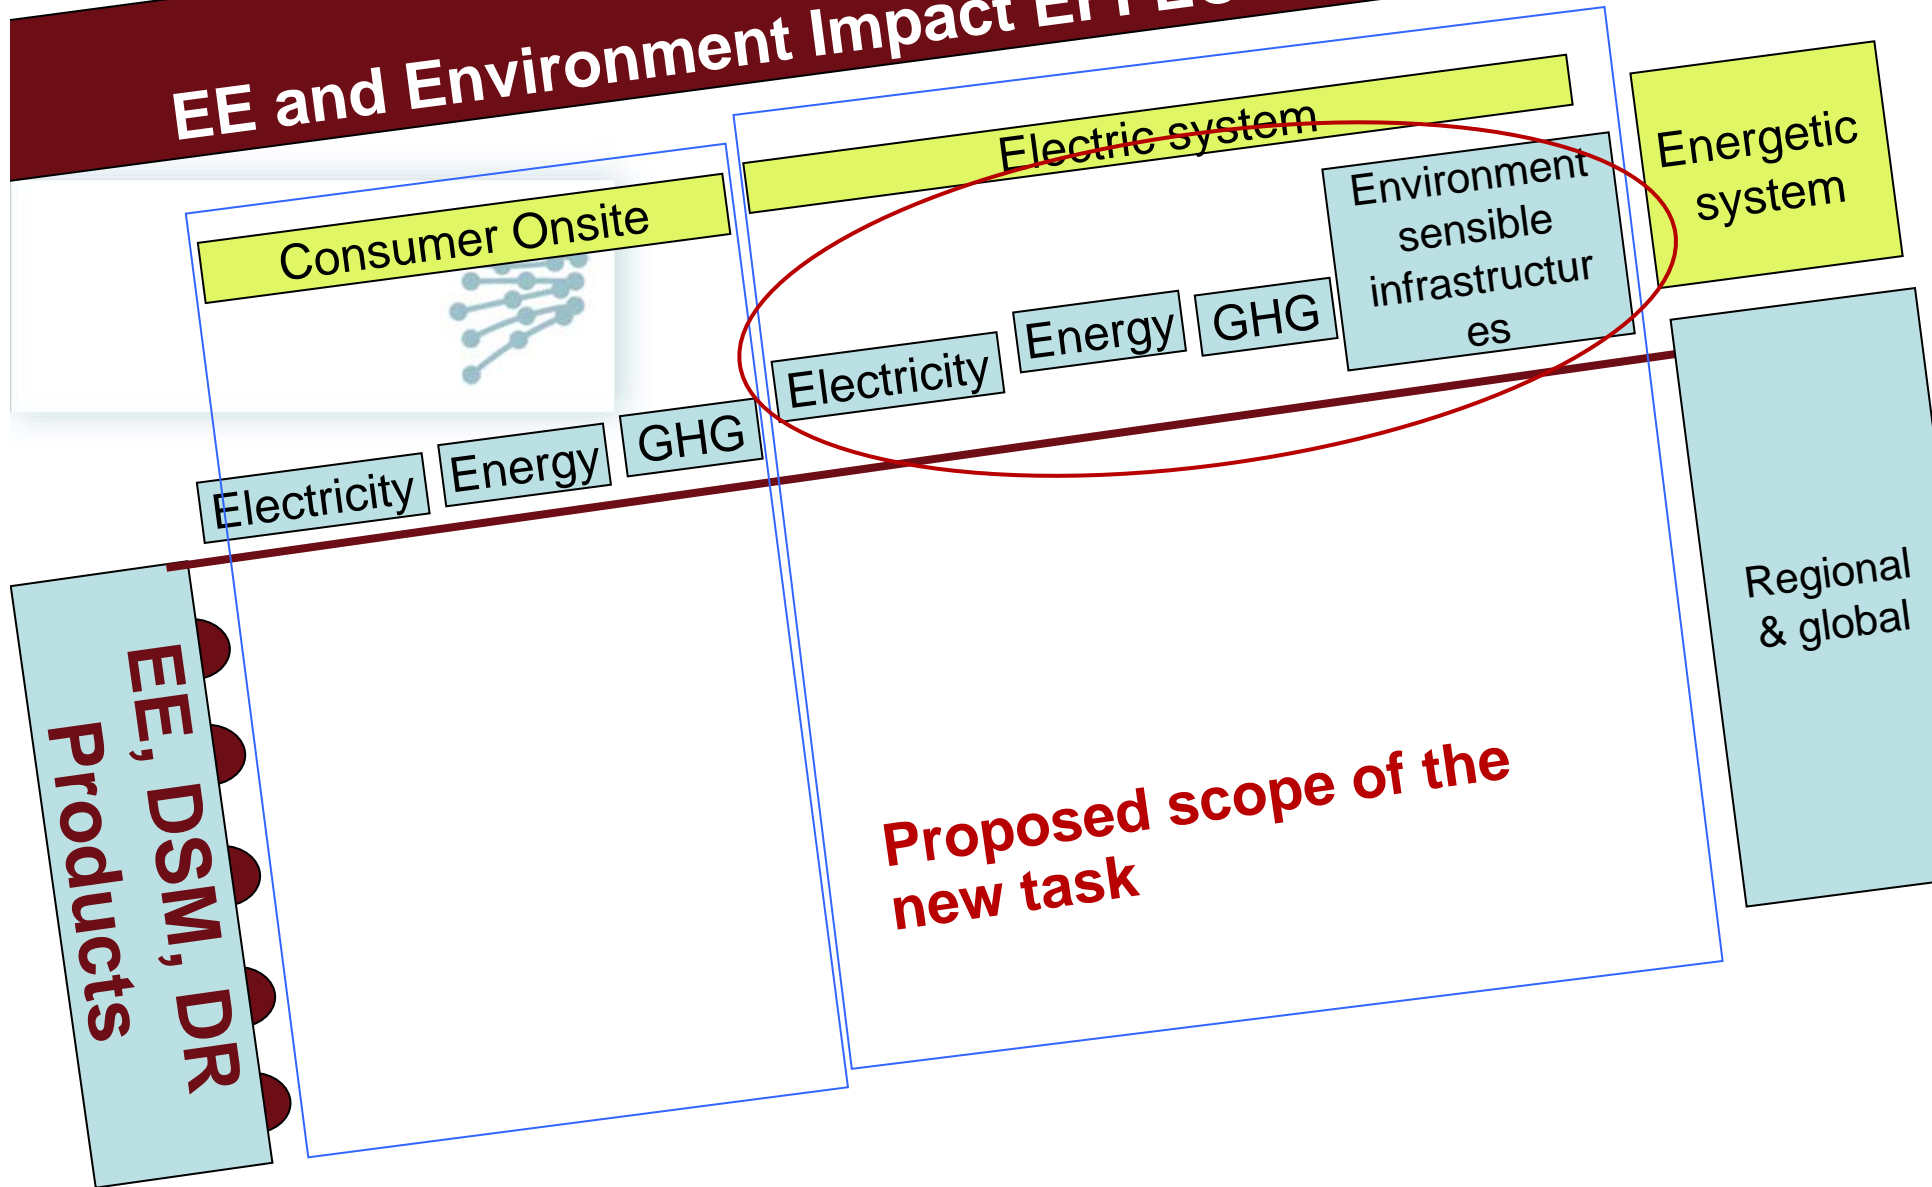 EE and Environment Impact
Electric system
Energetic
system
Consumer Onsite
Environment
sensible
infrastructur
es
Electricity
Energy
GHG
Electricity
Energy
GHG
Regional
& global
EE, DSM, DR
Products
Proposed scope of the
new task